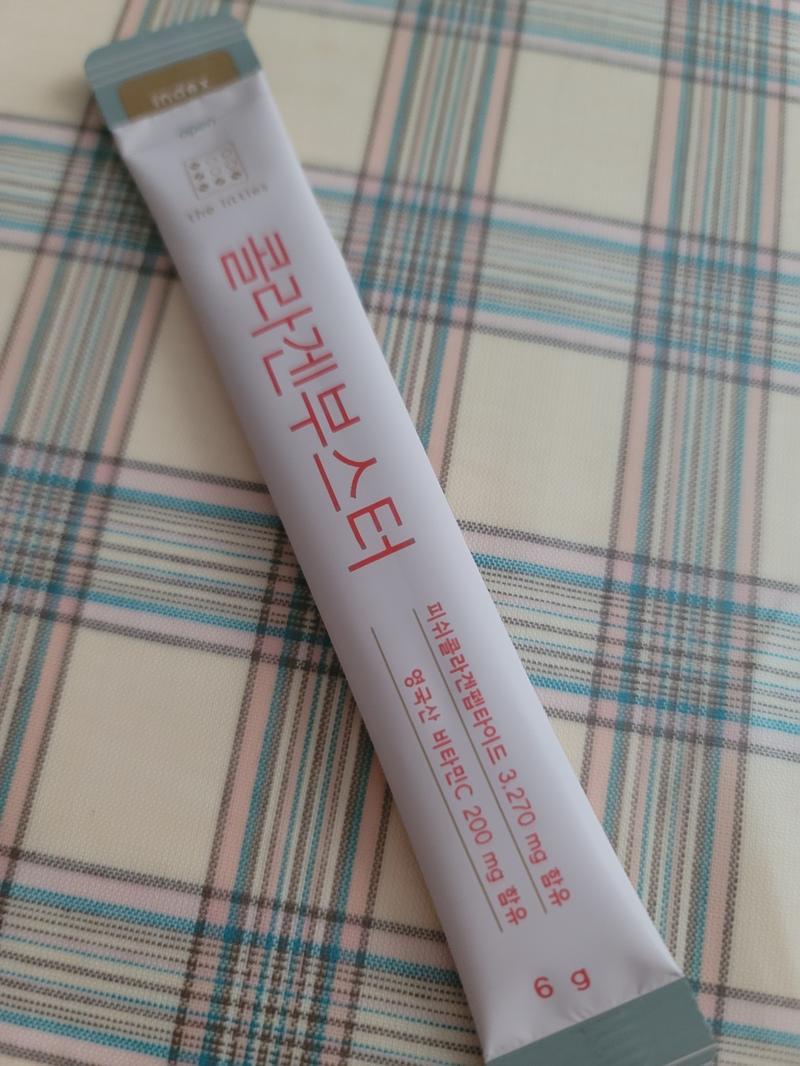 index
open
the littles
콜라겐부스터
피쉬콜라겐펩타이드 3,270 mg 함유
영국산 비타민C 200 mg 함유
6 g